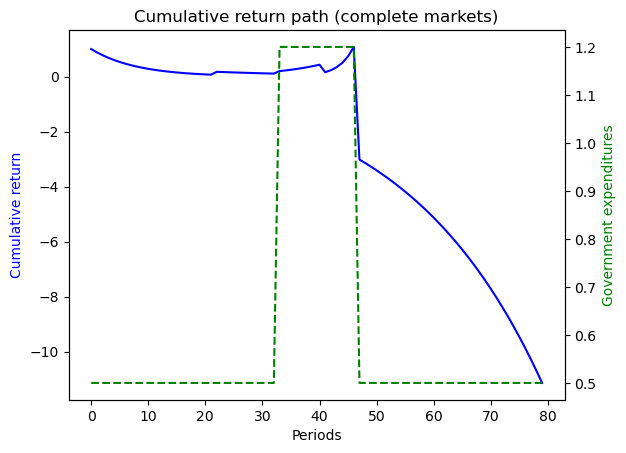 Cumulative return path (complete markets)
Cumulative return
0
−2
−4
−6
−8
−10
1.2
1.1
1.0
0.9
0.8
0.7
0.6
0.5
Government expenditures
0 10 20 30 40 50 60 70 80
Periods